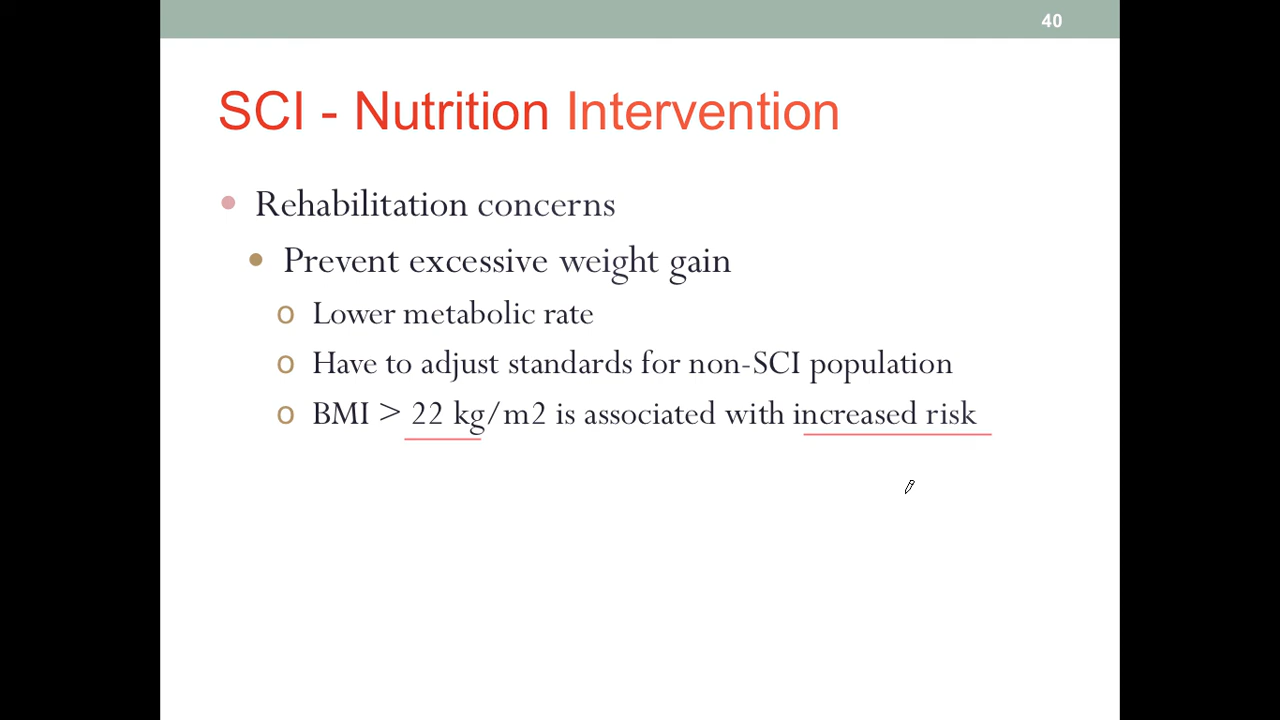 40
SCI - Nutrition Intervention
Rehabilitation concerns
Prevent excessive weight gain
Lower metabolic rate
Have to adjust standards for non-SCI population
BMI > 22 kg/m2 is associated with increased risk